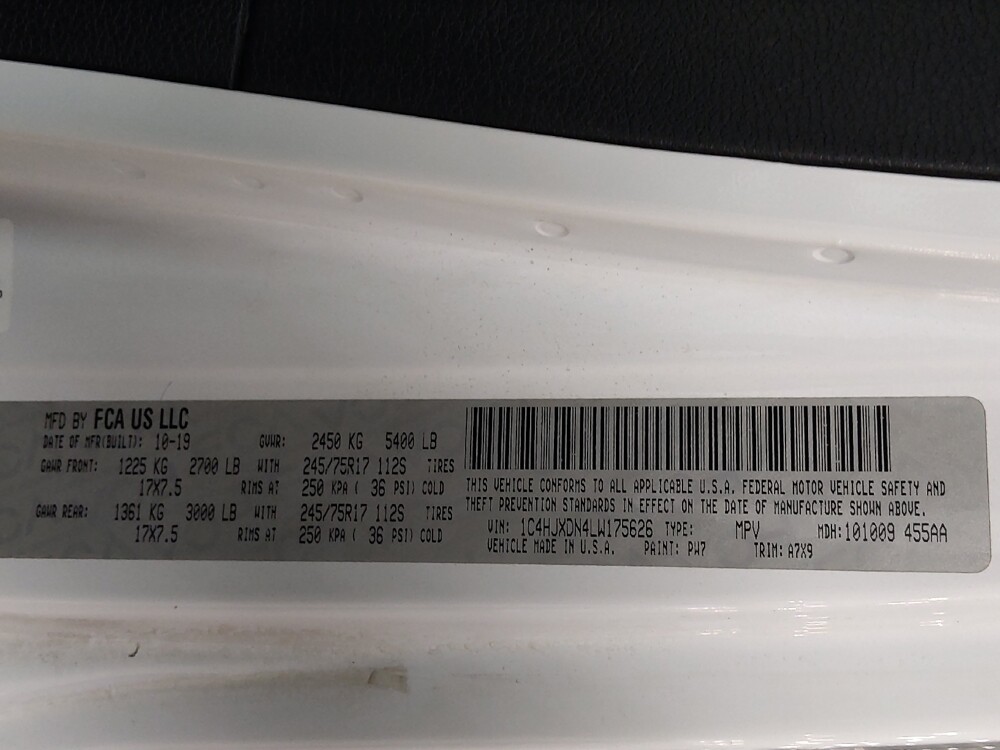 MFD BY FCA US LLC
DATE OF MFR(BUILT): 10-19 GVWR: 2450 KG 5400 LB
GAWR FRONT: 1225 KG 2700 LB WITH 245/75R17 112S TIRES
17X7.5 RIMS AT 250 KPA ( 36 PSI) COLD
GAWR REAR: 1361 KG 3000 LB WITH 245/75R17 112S TIRES
17X7.5 RIMS AT 250 KPA ( 36 PSI) COLD
THIS VEHICLE CONFORMS TO ALL APPLICABLE U.S.A. FEDERAL MOTOR VEHICLE SAFETY AND
THEFT PREVENTION STANDARDS IN EFFECT ON THE DATE OF MANUFACTURE SHOWN ABOVE.
VIN: 1C4HJXDN4LW175626 TYPE: MPV MDH:101009 455AA
VEHICLE MADE IN U.S.A. PAINT: PW7 TRIM: A7X9